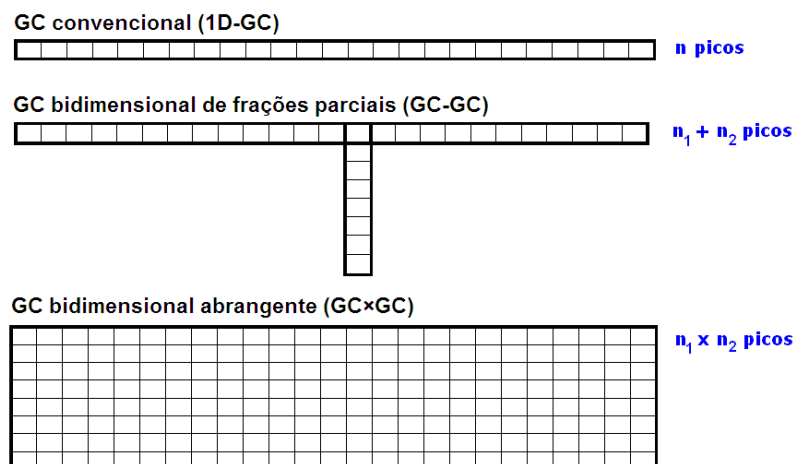 GC convencional (1D-GC)
n picos
GC bidimensional de frações parciais (GC-GC)
n1 + n2 picos
GC bidimensional abrangente (GC×GC)
n1 x n2 picos